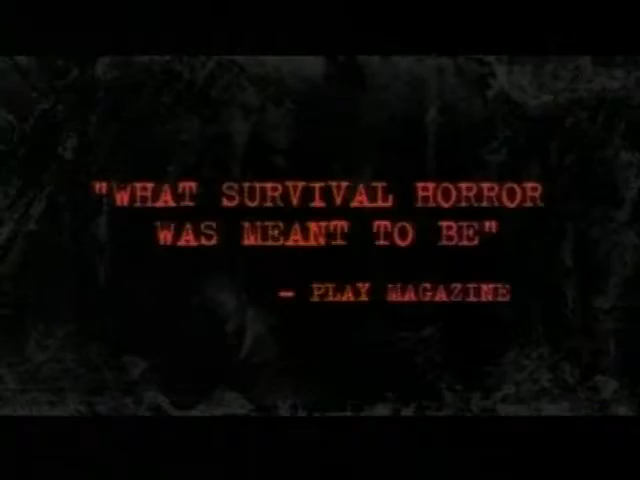 "WHAT SURVIVAL HORROR
WAS MEANT TO BE"
- PLAY MAGAZINE